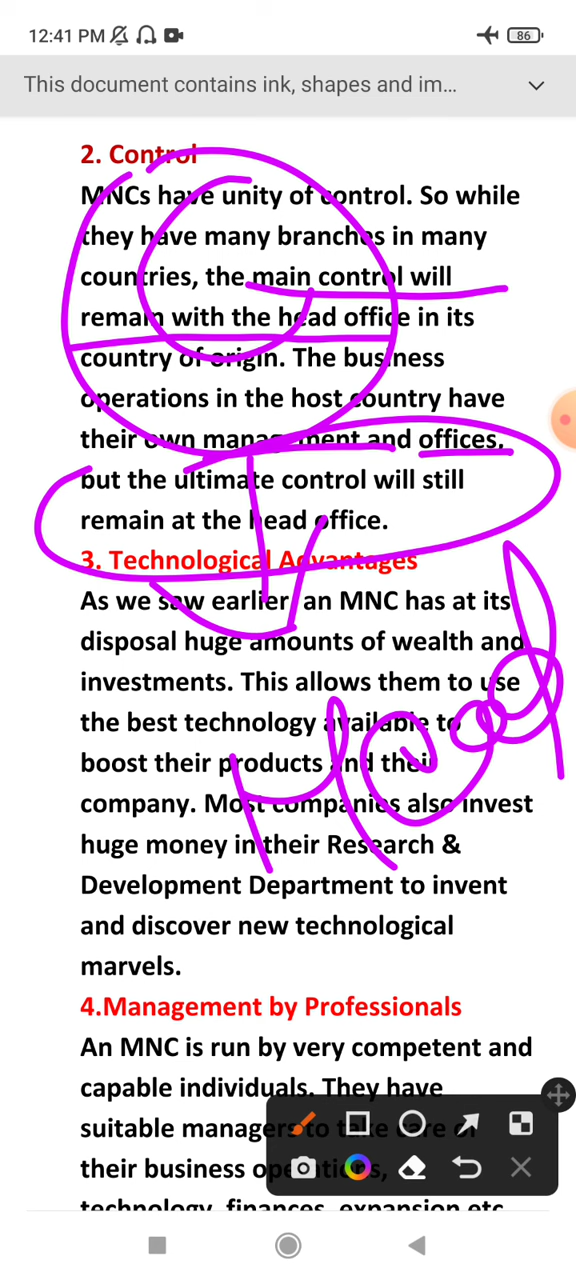 12:41 PM
86
This document contains ink, shapes and im...
2. Control
MNCs have unity of control. So while
they have many branches in many
countries, the main control will
remain with the head office in its
country of origin. The business
operations in the host country have
their own management and offices,
but the ultimate control will still
remain at the head office.
3. Technological Advantages
As we saw earlier, an MNC has at its
disposal huge amounts of wealth and
investments. This allows them to use
the best technology available to
boost their products and their
Head
company. Most companies also invest
huge money in their Research &
Development Department to invent
and discover new technological
marvels.
4.Management by Professionals
An MNC is run by very competent and
capable individuals. They have
suitable managers to take care of
their business operations,
technology, finances, expansion etc